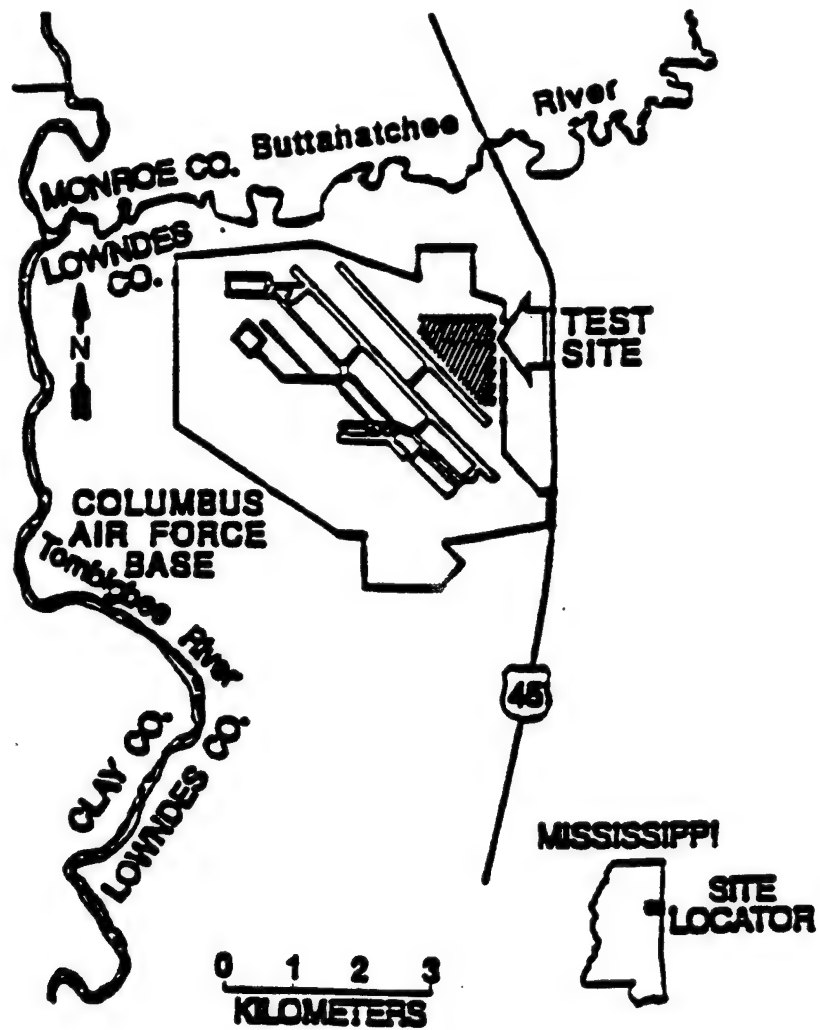 Buttahatchee River
MONROE CO.
LOWNDES
CO.
N
TEST
SITE
COLUMBUS
AIR FORCE
BASE
Tombigbee River
45
CLAY CO.
LOWNDES CO.
MISSISSIPPI
SITE
LOCATOR
0 1 2 3
KILOMETERS